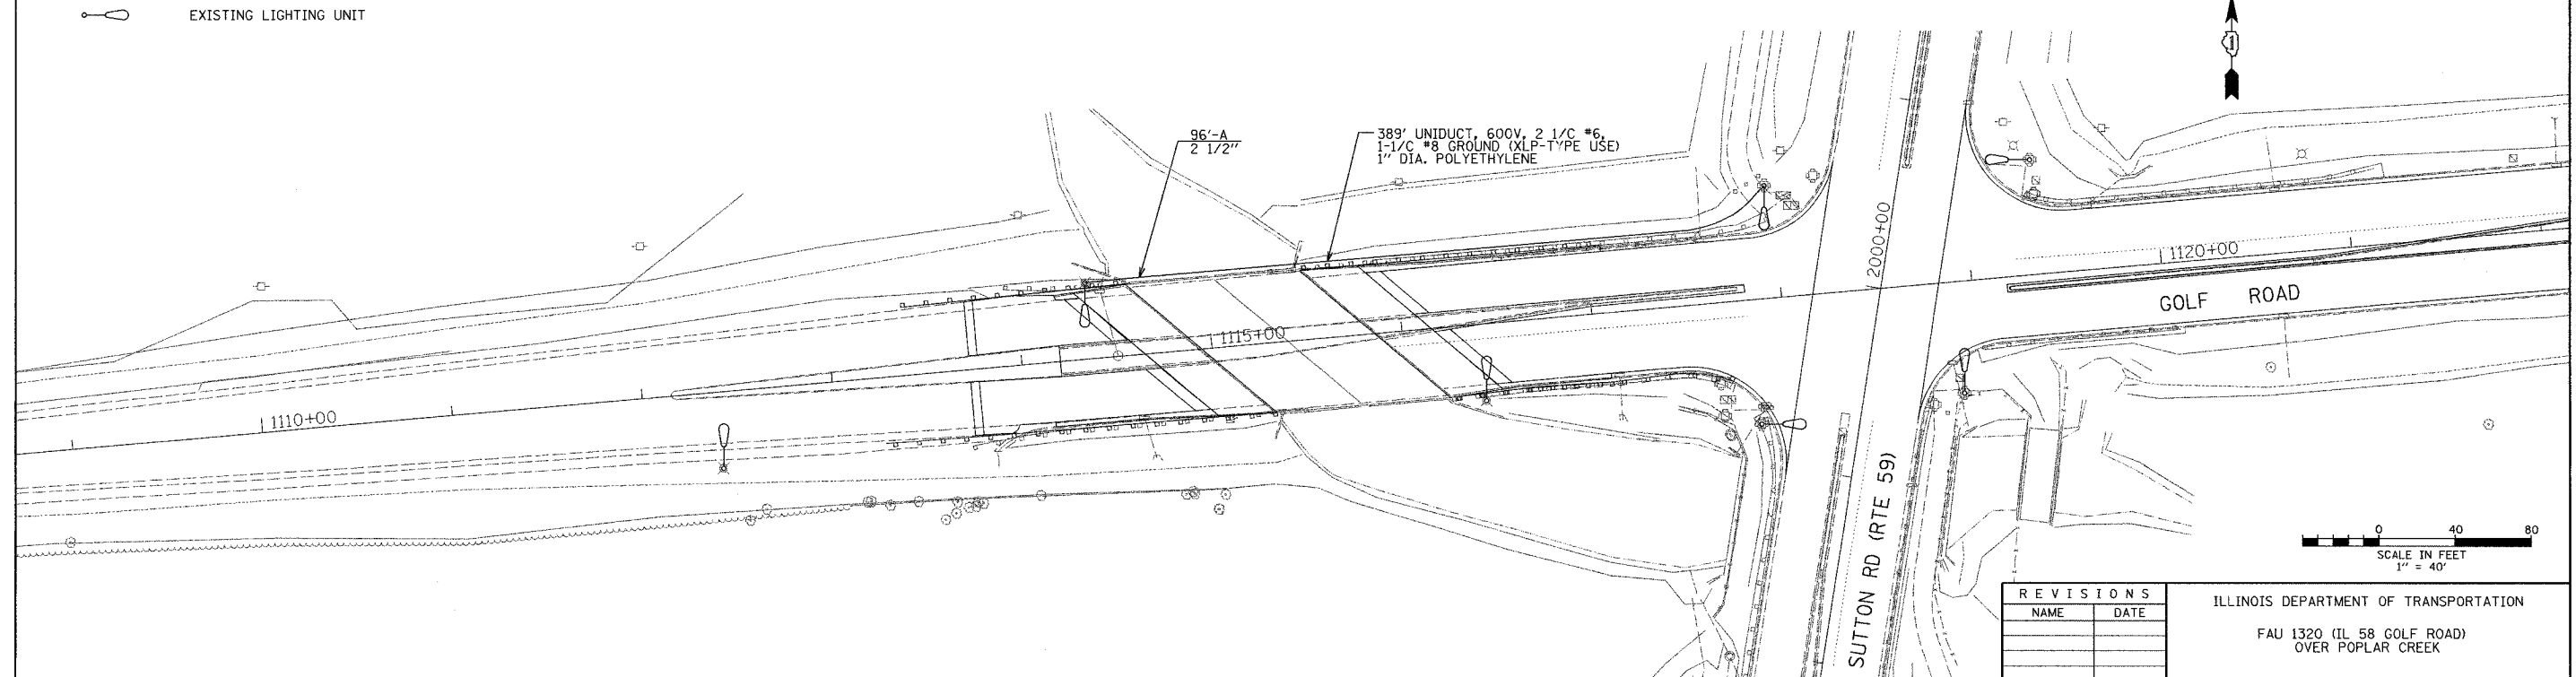 EXISTING LIGHTING UNIT
1
96'-A
2 1/2"
389' UNIDUCT, 600V, 2 1/C #6,
1-1/C #8 GROUND (XLP-TYPE USE)
1" DIA. POLYETHYLENE
2000+00
1120+00
GOLF ROAD
1115+00
1110+00
SUTTON RD (RTE 59)
0 40 80
SCALE IN FEET
1" = 40'
REVISIONS
NAME DATE
ILLINOIS DEPARTMENT OF TRANSPORTATION
FAU 1320 (IL 58 GOLF ROAD)
OVER POPLAR CREEK